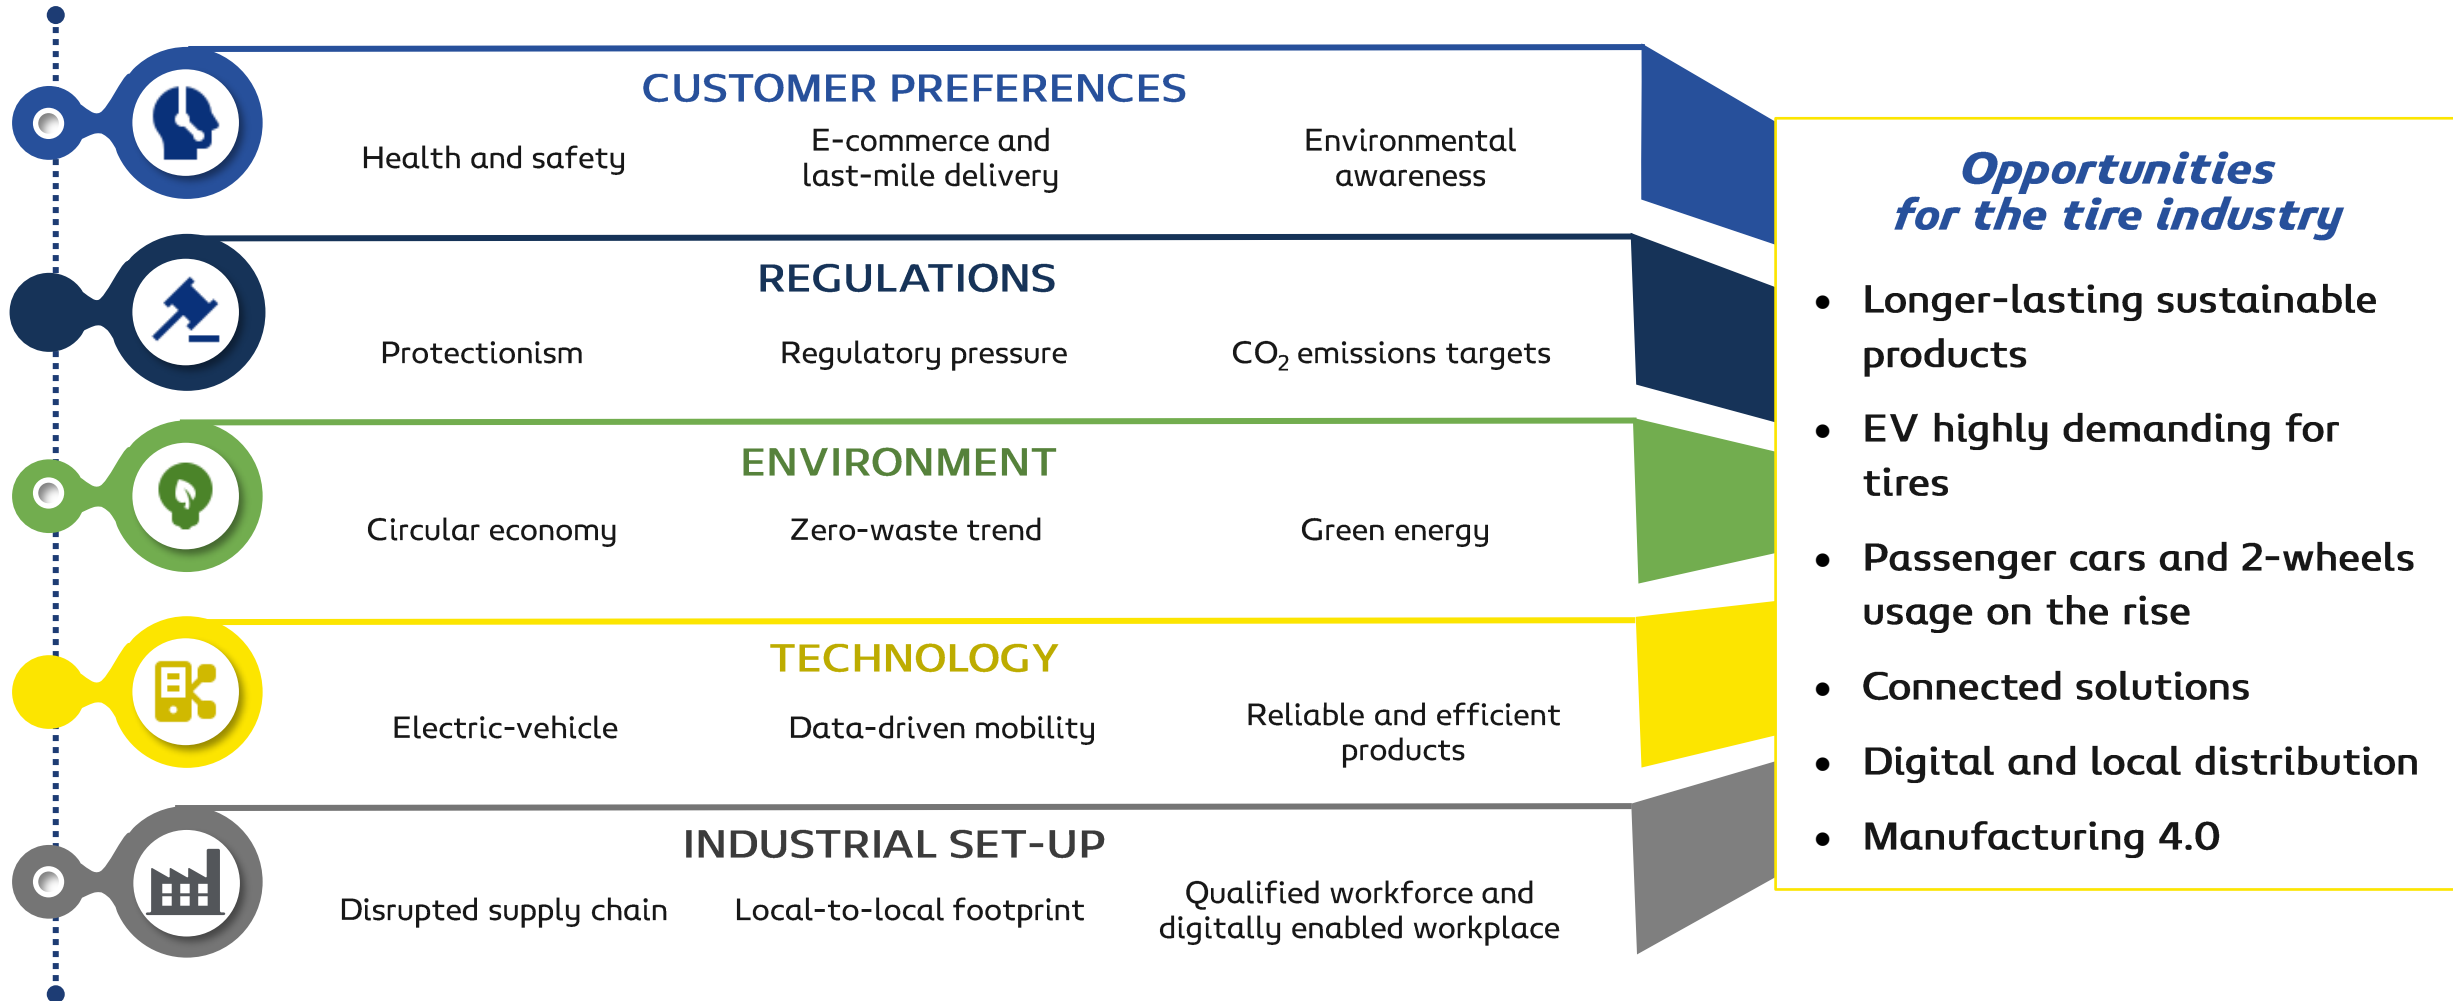 CUSTOMER PREFERENCES
Health and safety
E-commerce and
last-mile delivery
Environmental
awareness
REGULATIONS
Protectionism
Regulatory pressure
CO₂ emissions targets
ENVIRONMENT
Circular economy
Zero-waste trend
Green energy
TECHNOLOGY
Electric-vehicle
Data-driven mobility
Reliable and efficient
products
INDUSTRIAL SET-UP
Disrupted supply chain
Local-to-local footprint
Qualified workforce and
digitally enabled workplace
Opportunities
for the tire industry
• Longer-lasting sustainable
products
• EV highly demanding for
tires
• Passenger cars and 2-wheels
usage on the rise
• Connected solutions
• Digital and local distribution
• Manufacturing 4.0